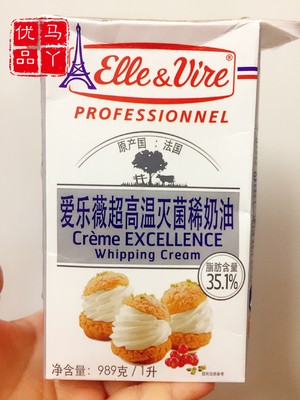 马丫
优品
Elle&Vire
PROFESSIONNEL
原产国：法国
爱乐薇超高温灭菌稀奶油
Crème EXCELLENCE
Whipping Cream
脂肪含量
35.1%
净含量： 989克/1升